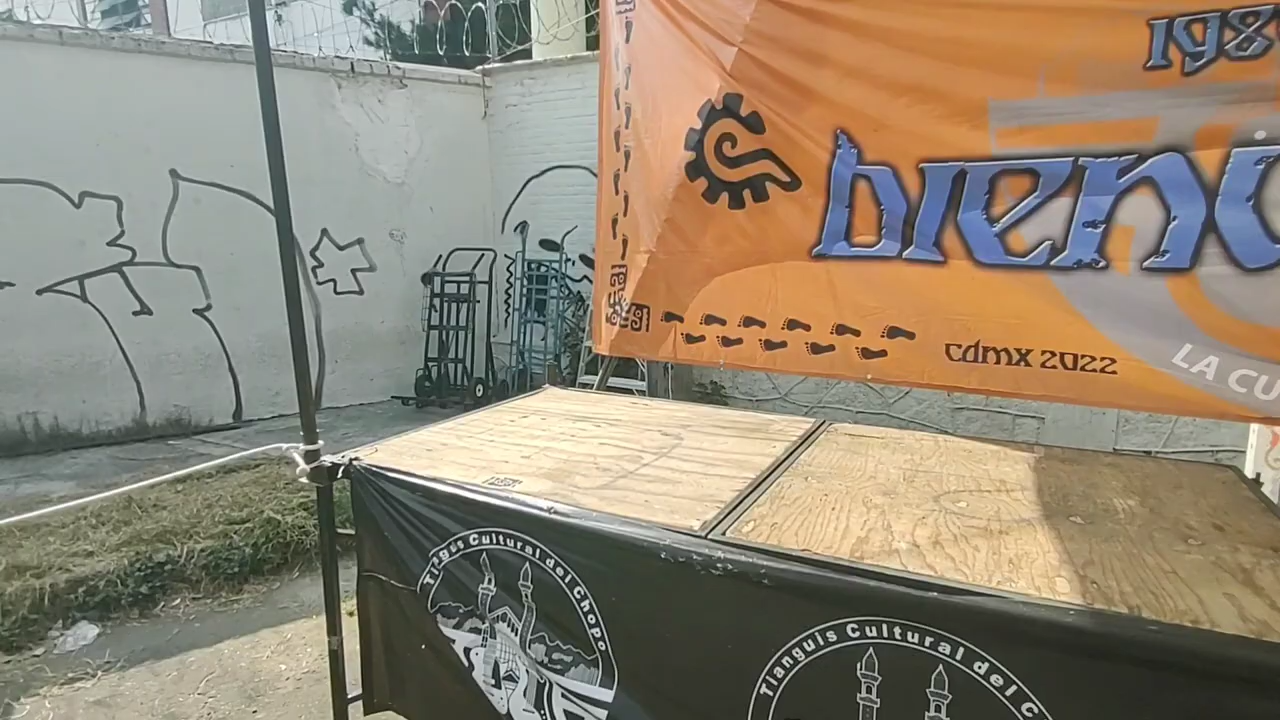 198
bienv
cdmx 2022
LA CU
Tianguis Cultural del Chopo
Tianguis Cultural del C